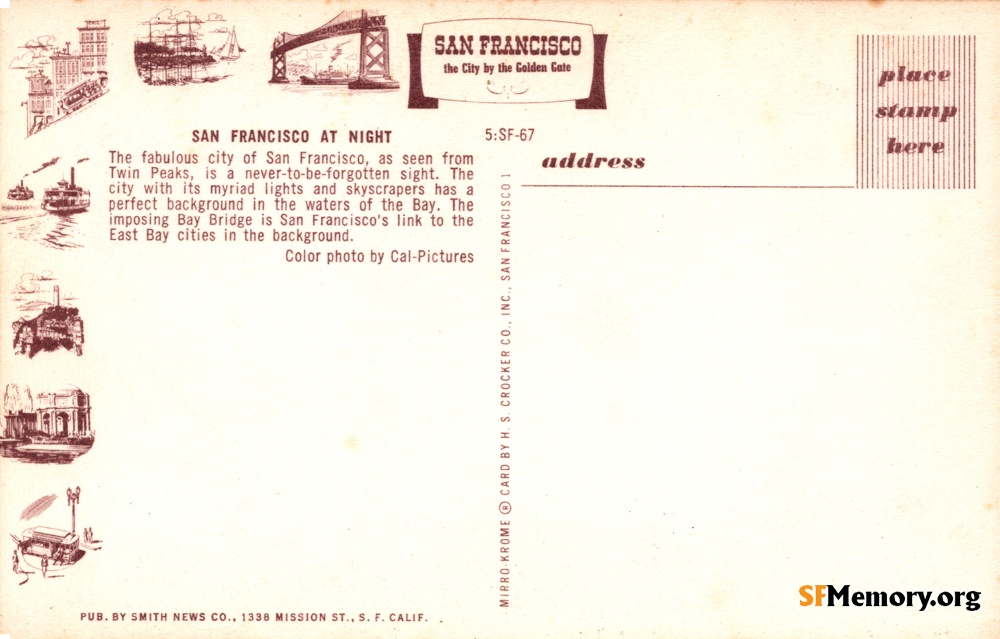 SAN FRANCISCO
the City by the Golden Gate
place
stamp
here
SAN FRANCISCO AT NIGHT
5:SF-67
The fabulous city of San Francisco, as seen from
Twin Peaks, is a never-to-be-forgotten sight. The
city with its myriad lights and skyscrapers has a
perfect background in the waters of the Bay. The
imposing Bay Bridge is San Francisco's link to the
East Bay cities in the background.
Color photo by Cal-Pictures
address
MIRRO-KROME ® CARD BY H. S. CROCKER CO., INC., SAN FRANCISCO 1
PUB. BY SMITH NEWS CO., 1338 MISSION ST., S. F. CALIF.
SFMemory.org